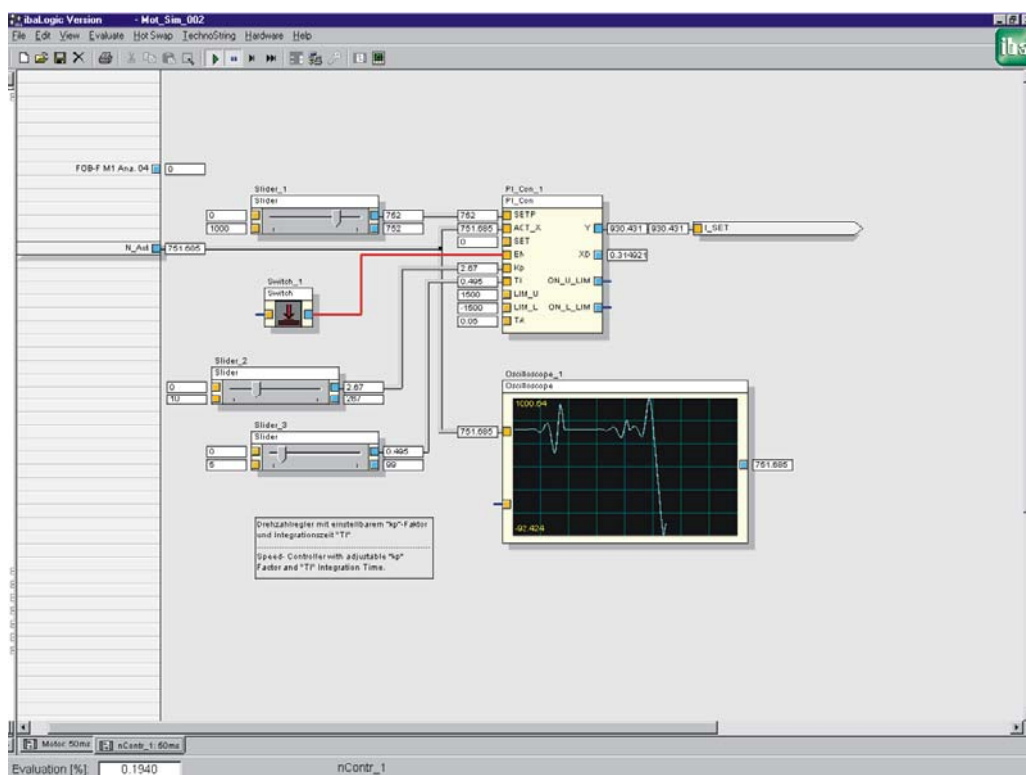 ibaLogic Version - Mot_Sim_002
File Edit View Evaluate Hot Swap TechnoString Hardware Help
iba
FOB-F M1 Ana. 04 0
Slider_1
Slider
0 762
1000 752
PI_Con_1
PI_Con
762 SETP
751.685 ACT_X Y 930.431 930.431 I_SET
0 SET
EN XD 0.314921
2.67 Kp
0.495 TI ON_U_LIM
1500 LIM_U
-1500 LIM_L ON_L_LIM
0.05 TA
751.685
Switch_1
Switch
Slider_2
Slider
0 2.67
10 267
Slider_3
Slider
0 0.495
5 99
Oszilloscope_1
Oszilloscope
1000.64
751.685
751.685
-92.424
Drehzahlregler mit einstellbarem "kp"-Faktor
und Integrationszeit "TI"
Speed- Controller with adjustable "kp"
Factor and "TI" Integration Time.
Motor: 50ms nContr_1: 50ms
Evaluation [%]: 0.1940 nContr_1